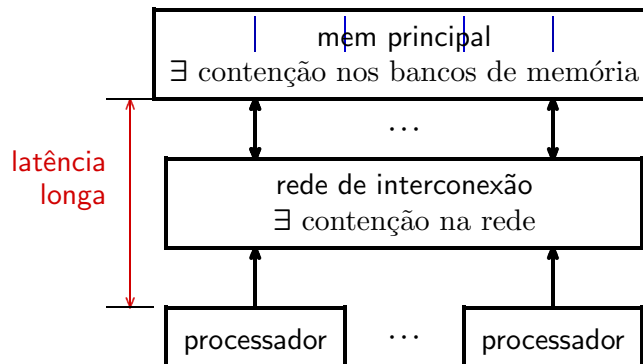 mem principal
∃ contenção nos bancos de memória
...
latência
longa
rede de interconexão
∃ contenção na rede
processador ... processador